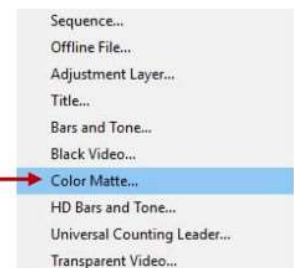 Sequence...
Offline File...
Adjustment Layer...
Title...
Bars and Tone...
Black Video...
Color Matte...
HD Bars and Tone...
Universal Counting Leader...
Transparent Video...